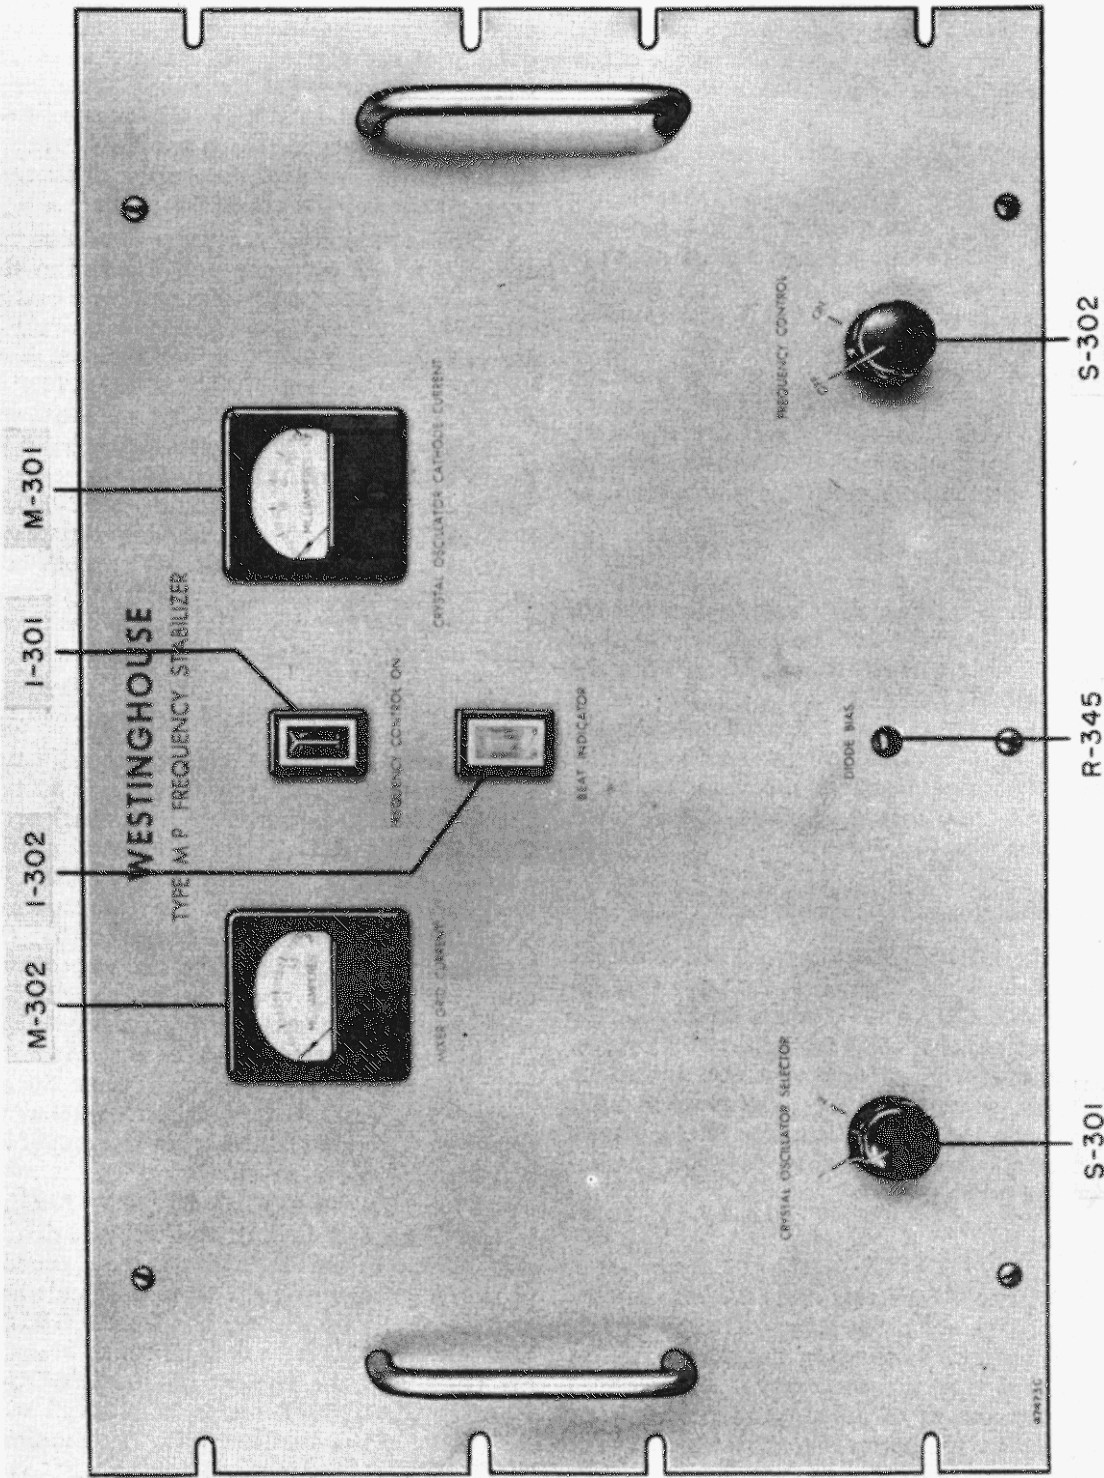 M-302 I-302 I-301 M-301
WESTINGHOUSE
TYPE M P FREQUENCY STABILIZER
MILLIAMPERES
MILLIAMPERES
FREQUENCY CONTROL ON
MIXER GRID CURRENT
CRYSTAL OSCILLATOR CATHODE CURRENT
BEAT INDICATOR
CRYSTAL OSCILLATOR SELECTOR
FREQUENCY CONTROL
OFF
ON
DIODE BIAS
S-301 R-345 S-302